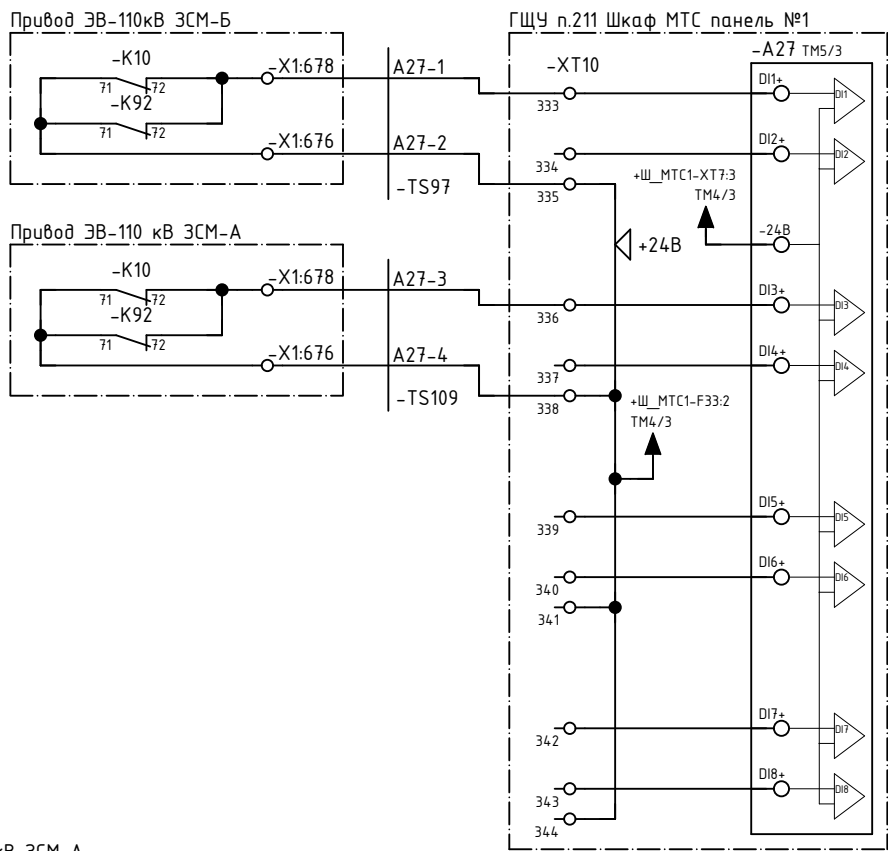 Привод ЭВ-110кВ ЗСМ-Б
-K10
71 72
-K92
71 72
-X1:678
-X1:676
A27-1
A27-2
-TS97
Привод ЭВ-110 кВ ЗСМ-А
-K10
71 72
-K92
71 72
-X1:678
-X1:676
A27-3
A27-4
-TS109
ГЩУ п.211 Шкаф МТС панель №1
-XT10
333
334
335
336
337
338
339
340
341
342
343
344
+24В
+Ш_МТС1-XT7:3
TM4/3
+Ш_МТС1-F33:2
TM4/3
-A27 TM5/3
DI1+
DI1
DI2+
DI2
-24В
DI3+
DI3
DI4+
DI4
DI5+
DI5
DI6+
DI6
DI7+
DI7
DI8+
DI8
кВ ЗСМ-А